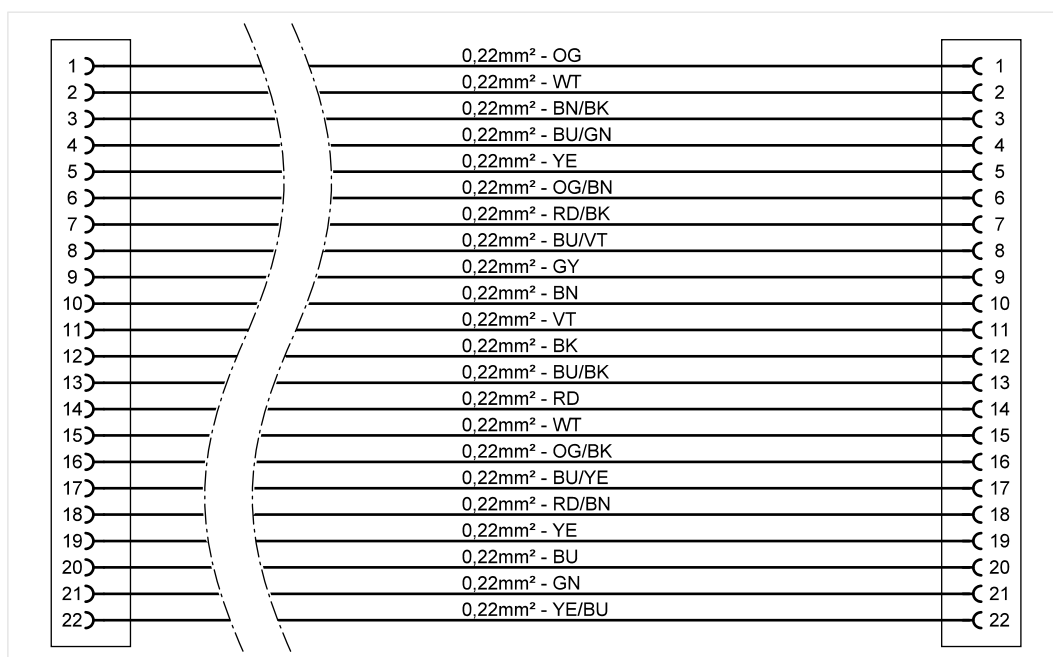 0,22mm² - OG
1 1
0,22mm² - WT
2 2
0,22mm² - BN/BK
3 3
0,22mm² - BU/GN
4 4
0,22mm² - YE
5 5
0,22mm² - OG/BN
6 6
0,22mm² - RD/BK
7 7
0,22mm² - BU/VT
8 8
0,22mm² - GY
9 9
0,22mm² - BN
10 10
0,22mm² - VT
11 11
0,22mm² - BK
12 12
0,22mm² - BU/BK
13 13
0,22mm² - RD
14 14
0,22mm² - WT
15 15
0,22mm² - OG/BK
16 16
0,22mm² - BU/YE
17 17
0,22mm² - RD/BN
18 18
0,22mm² - YE
19 19
0,22mm² - BU
20 20
0,22mm² - GN
21 21
0,22mm² - YE/BU
22 22